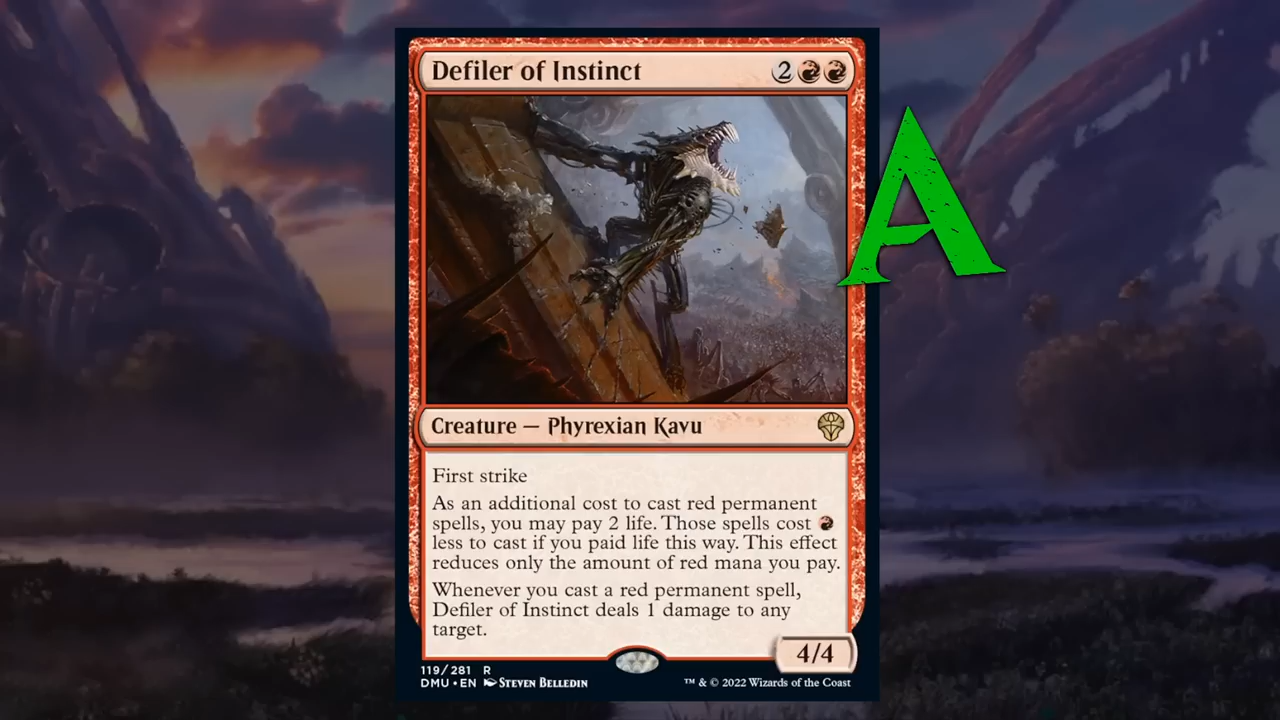 Defiler of Instinct 2
A
Creature — Phyrexian Kavu
First strike
As an additional cost to cast red permanent
spells, you may pay 2 life. Those spells cost
less to cast if you paid life this way. This effect
reduces only the amount of red mana you pay.
Whenever you cast a red permanent spell,
Defiler of Instinct deals 1 damage to any
target.
4/4
119/281 R
DMU • EN Steven Belledin
™ & © 2022 Wizards of the Coast